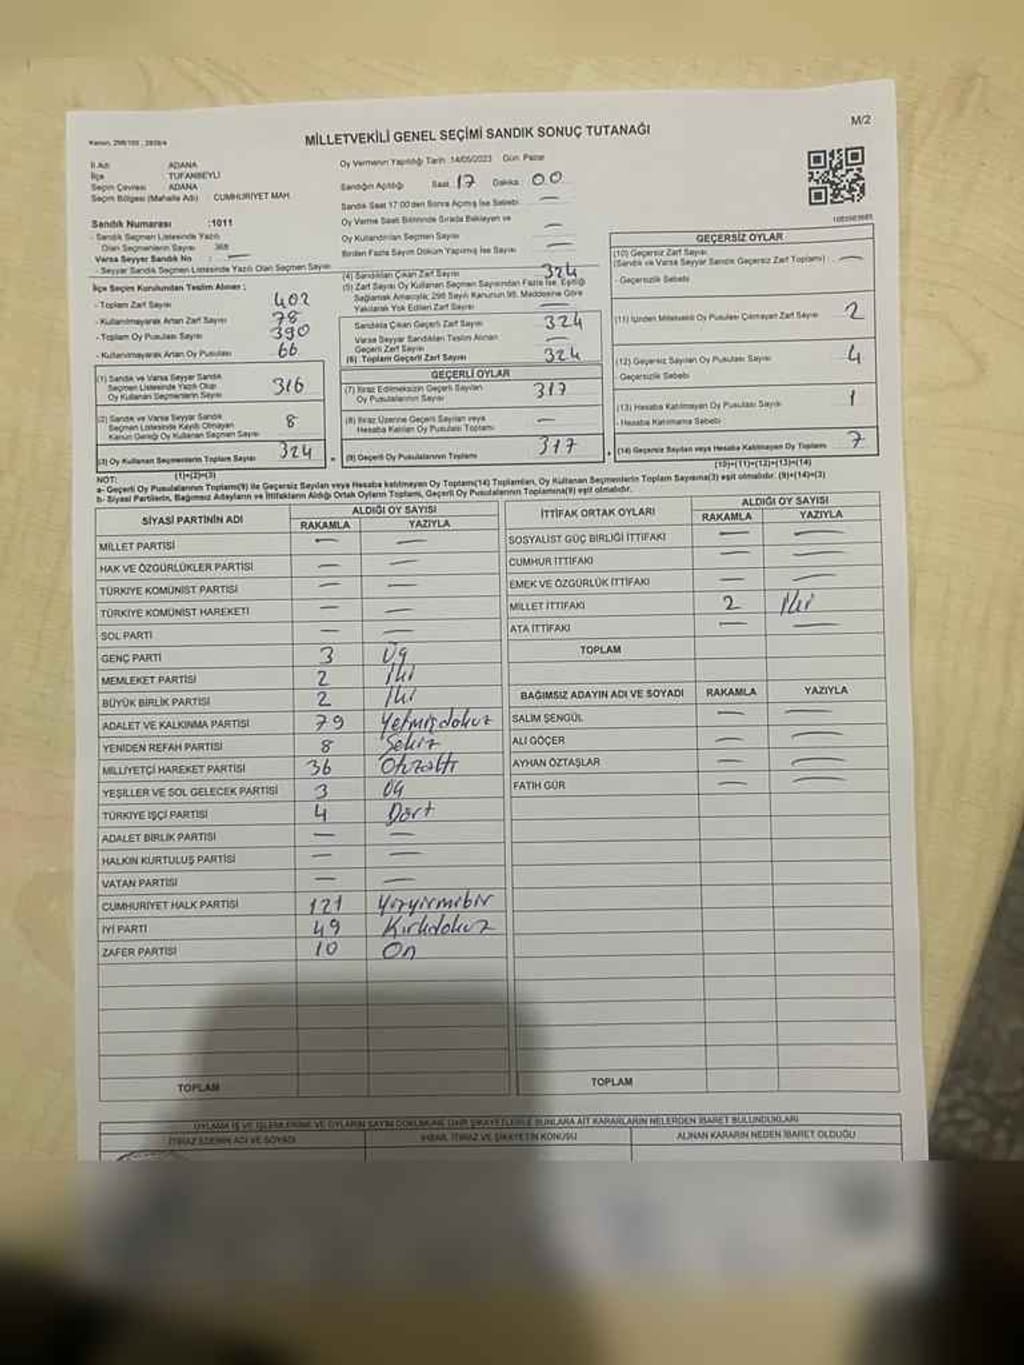 M/2
MİLLETVEKİLİ GENEL SEÇİMİ SANDIK SONUÇ TUTANAĞI
İl Adı ADANA
İlçe TUFANBEYLİ
Seçim Çevresi ADANA
Seçim Bölgesi (Mahalle Adı) CUMHURİYET MAH.
Oy Vermenin Yapıldığı Tarih :14/05/2023 Gün: Pazar
Sandığın Açıldığı Saat: 17 Dakika: 00
Sandık Saat 17:00'den Sonra Açılmış İse Sebebi: —
Oy Verme Saati Bitiminde Sırada Bekleyen ve
Oy Kullandırılan Seçmen Sayısı —
Birden Fazla Sayım Döküm Yapılmış İse Sayısı —
Sandık Numarası :1011
- Sandık Seçmen Listesinde Yazılı
Olan Seçmenlerin Sayısı 368
Varsa Seyyar Sandık No : —
- Seyyar Sandık Seçmen Listesinde Yazılı Olan Seçmen Sayısı
İlçe Seçim Kurulundan Teslim Alınan ;
- Toplam Zarf Sayısı 402
- Kullanılmayarak Artan Zarf Sayısı 78
- Toplam Oy Pusulası Sayısı 390
- Kullanılmayarak Artan Oy Pusulası 66
(1) Sandık ve Varsa Seyyar Sandık
Seçmen Listesinde Yazılı Olup
Oy Kullanan Seçmenlerin Sayısı 316
(2) Sandık ve Varsa Seyyar Sandık
Seçmen Listesinde Kayıtlı Olmayan
Kanun Gereği Oy Kullanan Seçmen Sayısı 8
(3) Oy Kullanan Seçmenlerin Toplam Sayısı 324
(1)+(2)=(3)
(4) Sandıktan Çıkan Zarf Sayısı 324
(5) Zarf Sayısı Oy Kullanan Seçmen Sayısından Fazla İse, Eşitliği
Sağlamak Amacıyla; 298 Sayılı Kanunun 98. Maddesine Göre
Yakılarak Yok Edilen Zarf Sayısı —
Sandıkta Çıkan Geçerli Zarf Sayısı 324
Varsa Seyyar Sandıktan Teslim Alınan
Geçerli Zarf Sayısı —
(6) Toplam Geçerli Zarf Sayısı 324
GEÇERLİ OYLAR
(7) İtiraz Edilmeksizin Geçerli Sayılan
Oy Pusulalarının Sayısı 317
(8) İtiraz Üzerine Geçerli Sayılan veya
Hesaba Katılan Oy Pusulası Toplamı —
(9) Geçerli Oy Pusulalarının Toplamı 317
GEÇERSİZ OYLAR
(10) Geçersiz Zarf Sayısı
(Sandık ve Varsa Seyyar Sandık Geçersiz Zarf Toplamı) —
- Geçersizlik Sebebi:
(11) İçinden Milletvekili Oy Pusulası Çıkmayan Zarf Sayısı 2
(12) Geçersiz Sayılan Oy Pusulası Sayısı 4
- Geçersizlik Sebebi:
(13) Hesaba Katılmayan Oy Pusulası Sayısı 1
- Hesaba Katılmama Sebebi:
(14) Geçersiz Sayılan veya Hesaba Katılmayan Oy Toplamı 7
(10)+(11)+(12)+(13)=(14)
NOT:
a- Geçerli Oy Pusulalarının Toplamı(9) ile Geçersiz Sayılan veya Hesaba katılmayan Oy Toplamı(14) Toplamları, Oy Kullanan Seçmenlerin Toplam Sayısına(3) eşit olmalıdır. (9)+(14)=(3)
b- Siyasi Partilerin, Bağımsız Adayların ve İttifakların Aldığı Ortak Oyların Toplamı, Geçerli Oy Pusulalarının Toplamına(9) eşit olmalıdır.
SİYASİ PARTİNİN ADI ALDIĞI OY SAYISI
RAKAMLA YAZIYLA
MİLLET PARTİSİ — —
HAK VE ÖZGÜRLÜKLER PARTİSİ — —
TÜRKİYE KOMÜNİST PARTİSİ — —
TÜRKİYE KOMÜNİST HAREKETİ — —
SOL PARTİ — —
GENÇ PARTİ 3 Üç
MEMLEKET PARTİSİ 2 İki
BÜYÜK BİRLİK PARTİSİ 2 İki
ADALET VE KALKINMA PARTİSİ 79 Yetmişdokuz
YENİDEN REFAH PARTİSİ 8 Sekiz
MİLLİYETÇİ HAREKET PARTİSİ 36 Otuzaltı
YEŞİLLER VE SOL GELECEK PARTİSİ 3 Üç
TÜRKİYE İŞÇİ PARTİSİ 4 Dört
ADALET BİRLİK PARTİSİ — —
HALKIN KURTULUŞ PARTİSİ — —
VATAN PARTİSİ — —
CUMHURİYET HALK PARTİSİ 121 Yüzyirmibir
İYİ PARTİ 49 Kırkdokuz
ZAFER PARTİSİ 10 On
TOPLAM
İTTİFAK ORTAK OYLARI ALDIĞI OY SAYISI
RAKAMLA YAZIYLA
SOSYALİST GÜÇ BİRLİĞİ İTTİFAKI — —
CUMHUR İTTİFAKI — —
EMEK VE ÖZGÜRLÜK İTTİFAKI — —
MİLLET İTTİFAKI 2 İki
ATA İTTİFAKI — —
TOPLAM
BAĞIMSIZ ADAYIN ADI VE SOYADI RAKAMLA YAZIYLA
SALİM ŞENGÜL — —
ALİ GÖÇER — —
AYHAN ÖZTAŞLAR — —
FATİH GÜR — —
TOPLAM
OYLAMA İŞ VE İŞLEMLERİNE VE OYLARIN SAYIM DÖKÜMÜNE DAİR ŞİKAYETLERLE BUNLARA AİT KARARLARIN NELERDEN İBARET BULUNDUKLARI
İTİRAZ EDENİN ADI VE SOYADI İHBAR, İTİRAZ VE ŞİKAYETİN KONUSU ALINAN KARARIN NEDEN İBARET OLDUĞU